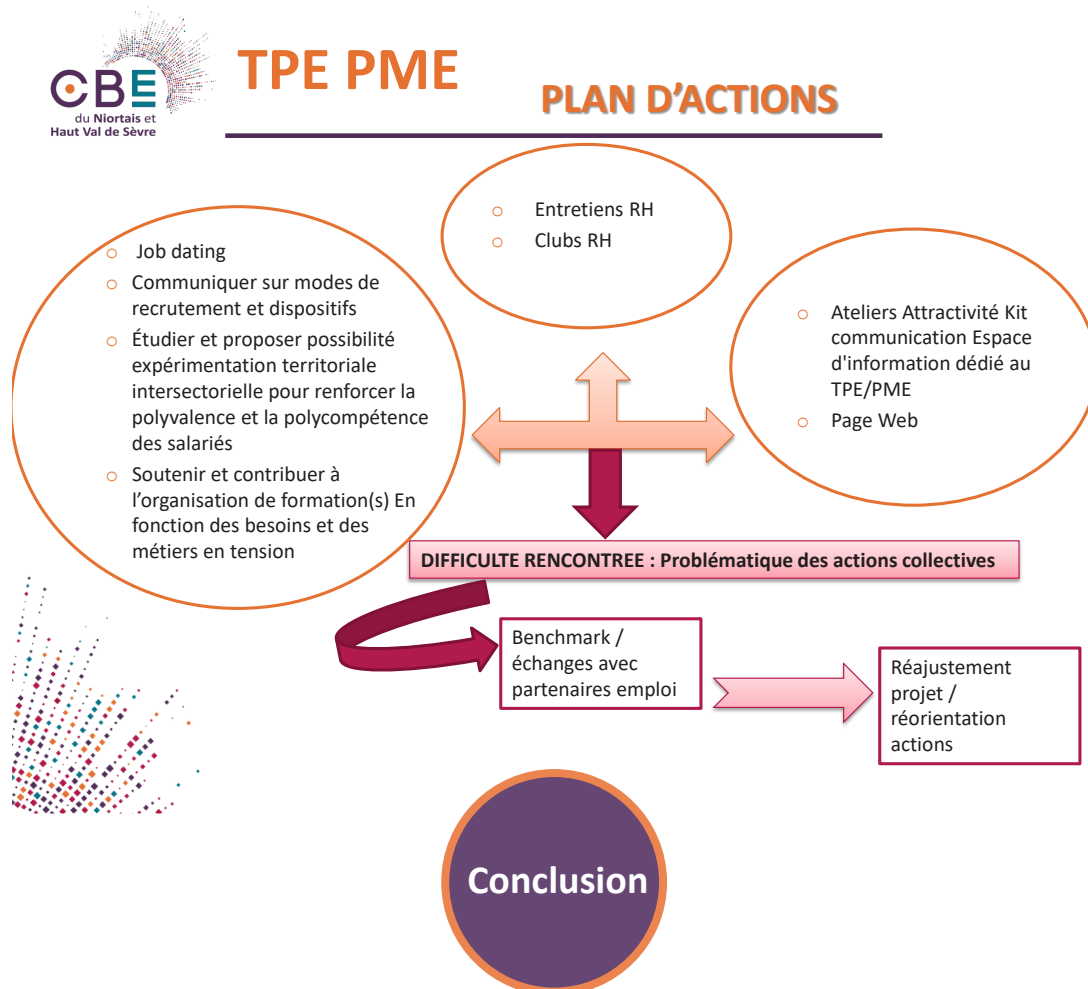 CBE
du Niortais et
Haut Val de Sèvre
TPE PME
PLAN D'ACTIONS
o Entretiens RH
o Clubs RH
o Job dating
o Communiquer sur modes de
recrutement et dispositifs
o Étudier et proposer possibilité
expérimentation territoriale
intersectorielle pour renforcer la
polyvalence et la polycompétence
des salariés
o Soutenir et contribuer à
l’organisation de formation(s) En
fonction des besoins et des
métiers en tension
o Ateliers Attractivité Kit
communication Espace
d'information dédié au
TPE/PME
o Page Web
DIFFICULTE RENCONTREE : Problématique des actions collectives
Benchmark /
échanges avec
partenaires emploi
Réajustement
projet /
réorientation
actions
Conclusion